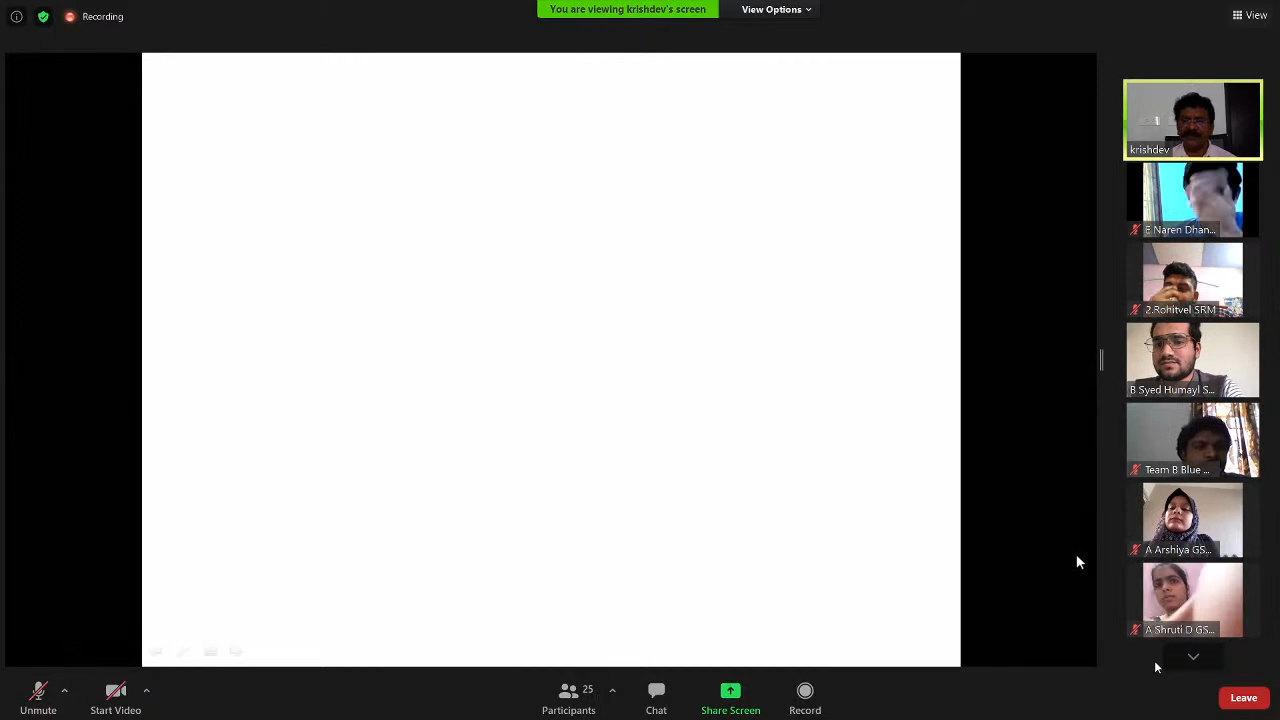 Recording
You are viewing krishdev's screen
View Options
View
krishdev
E Naren Dhan...
2.Rohitvel SRM
B Syed Humayl S...
Team B Blue ...
A Arshiya GS...
A Shruti D GS...
Unmute
Start Video
25
Participants
Chat
Share Screen
Record
Leave